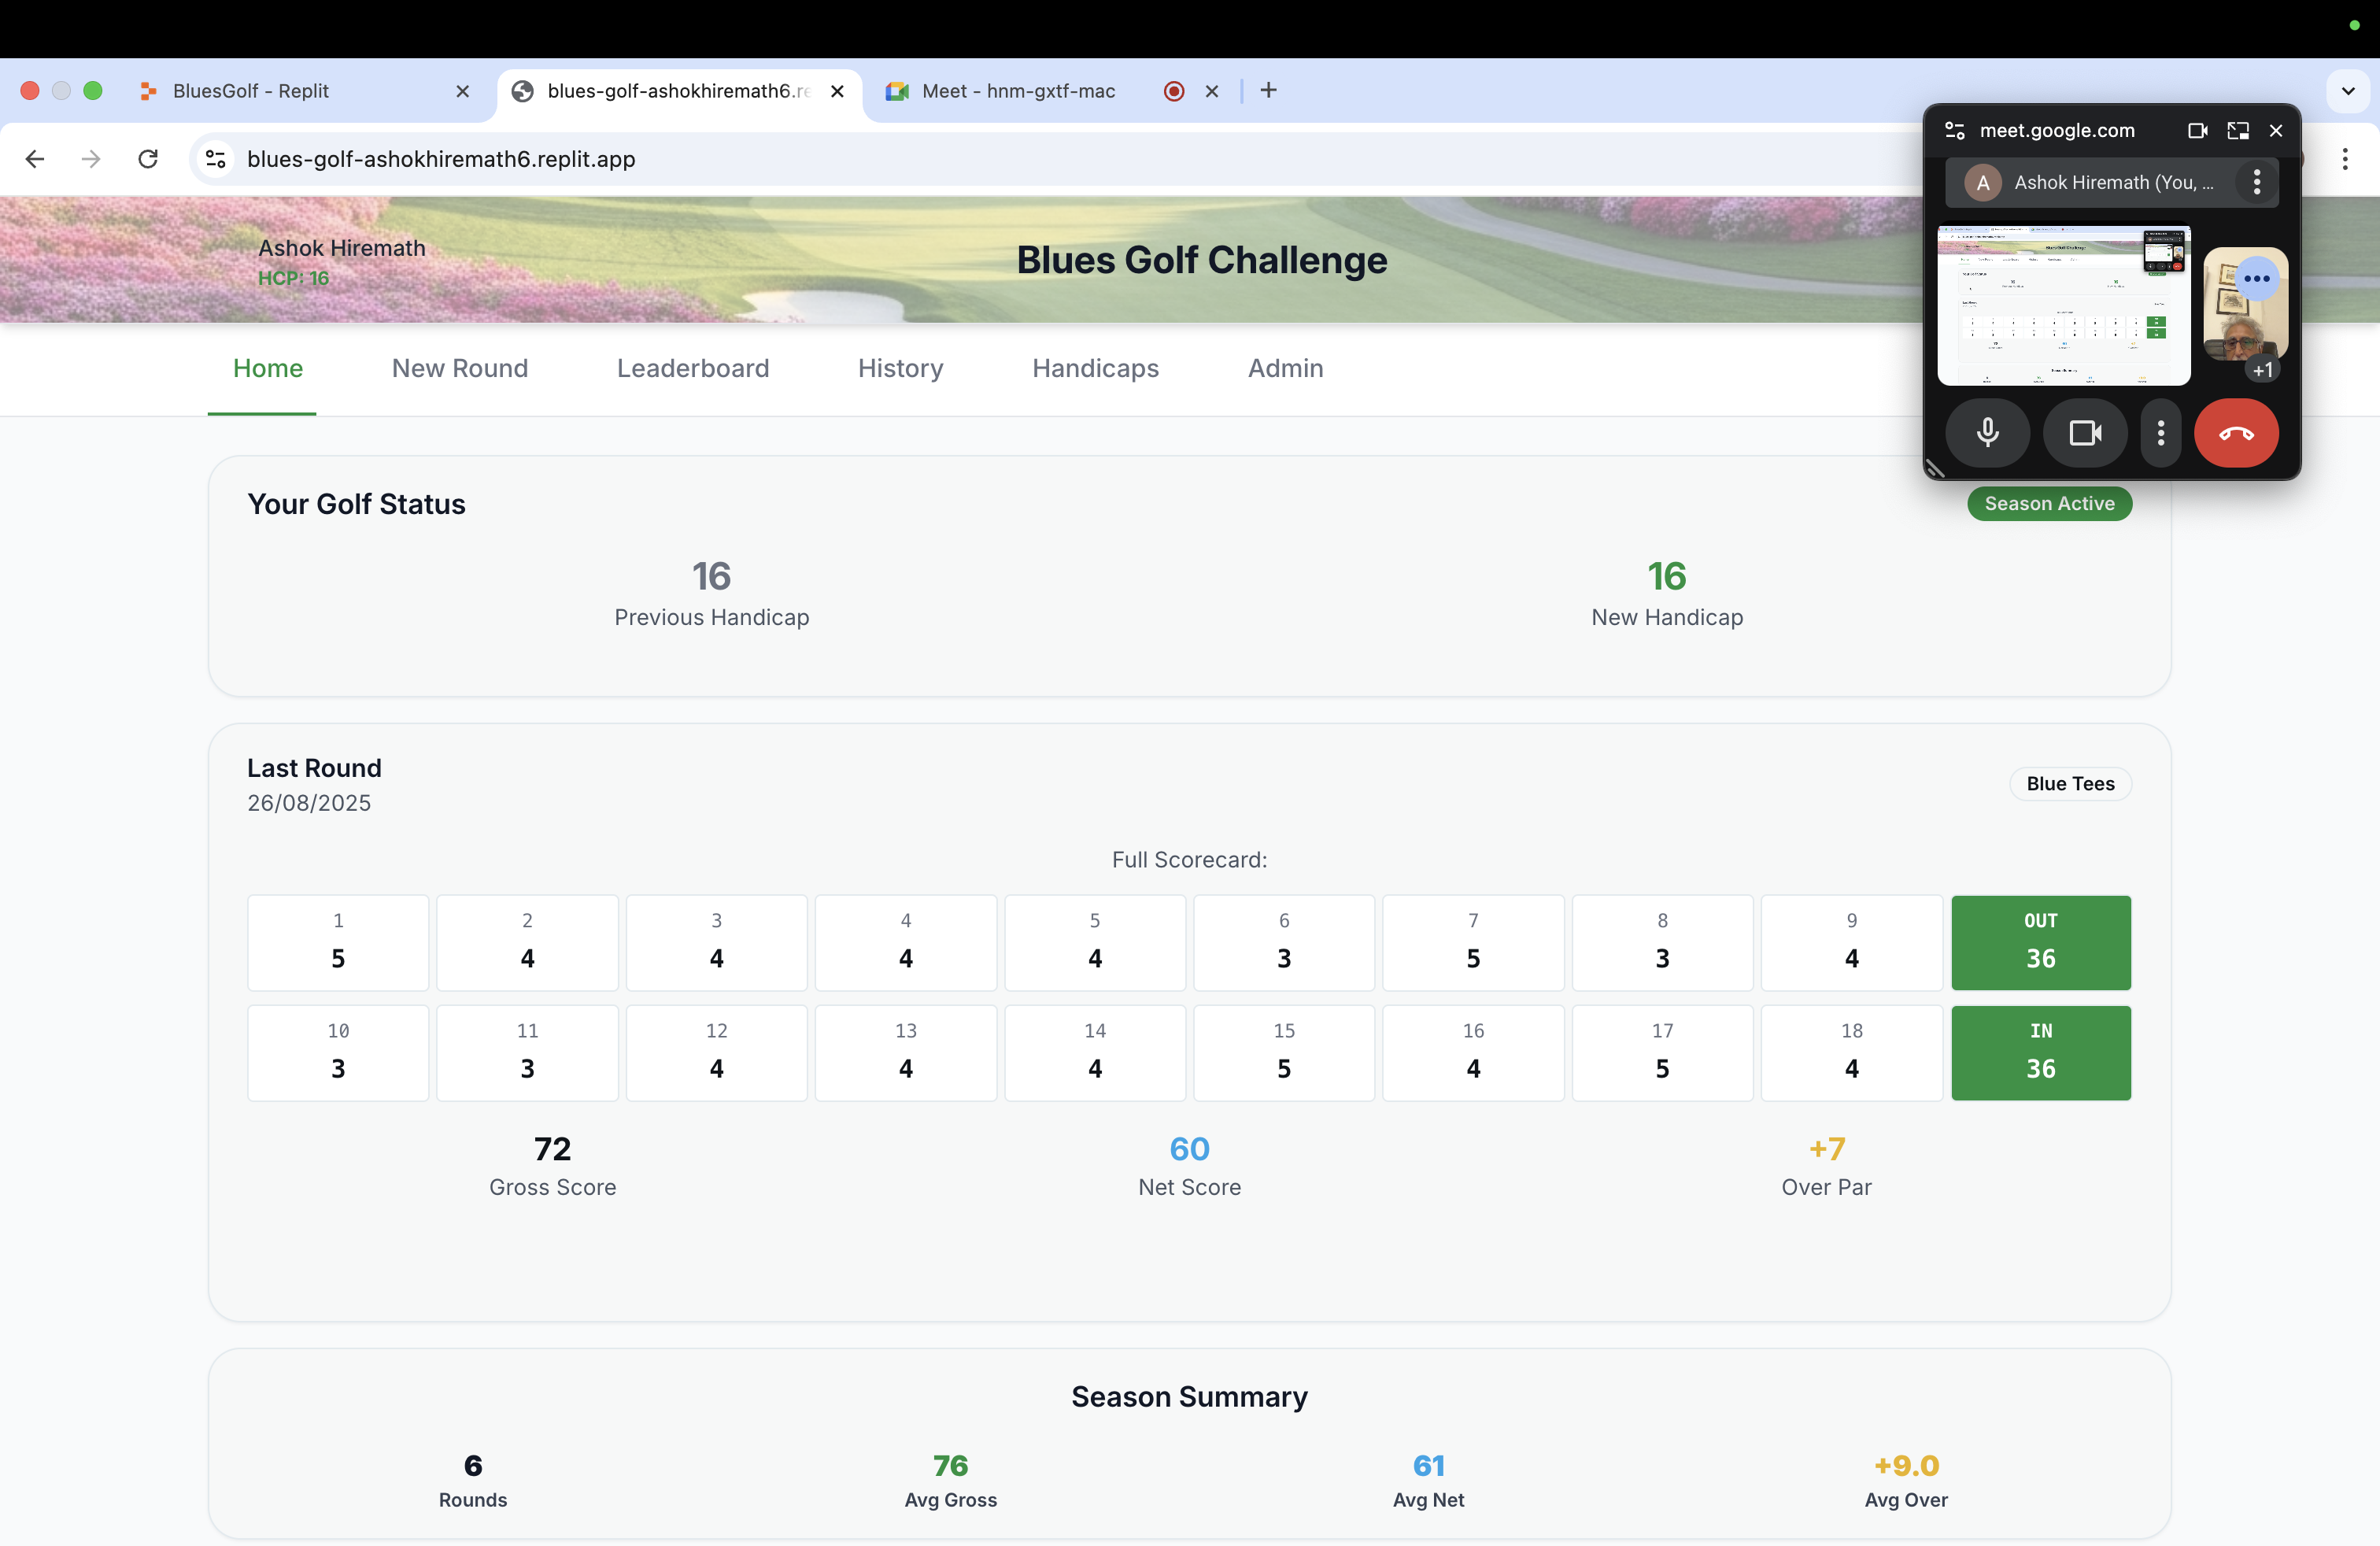 BluesGolf - Replit
blues-golf-ashokhiremath6.re
Meet - hnm-gxtf-mac
blues-golf-ashokhiremath6.replit.app
meet.google.com
A
Ashok Hiremath (You, ...
+1
Ashok Hiremath
HCP: 16
Blues Golf Challenge
Home New Round Leaderboard History Handicaps Admin
Your Golf Status
Season Active
16 16
Previous Handicap New Handicap
Last Round
26/08/2025
Blue Tees
Full Scorecard:
1 2 3 4 5 6 7 8 9 OUT
5 4 4 4 4 3 5 3 4 36
10 11 12 13 14 15 16 17 18 IN
3 3 4 4 4 5 4 5 4 36
72 60 +7
Gross Score Net Score Over Par
Season Summary
6 76 61 +9.0
Rounds Avg Gross Avg Net Avg Over